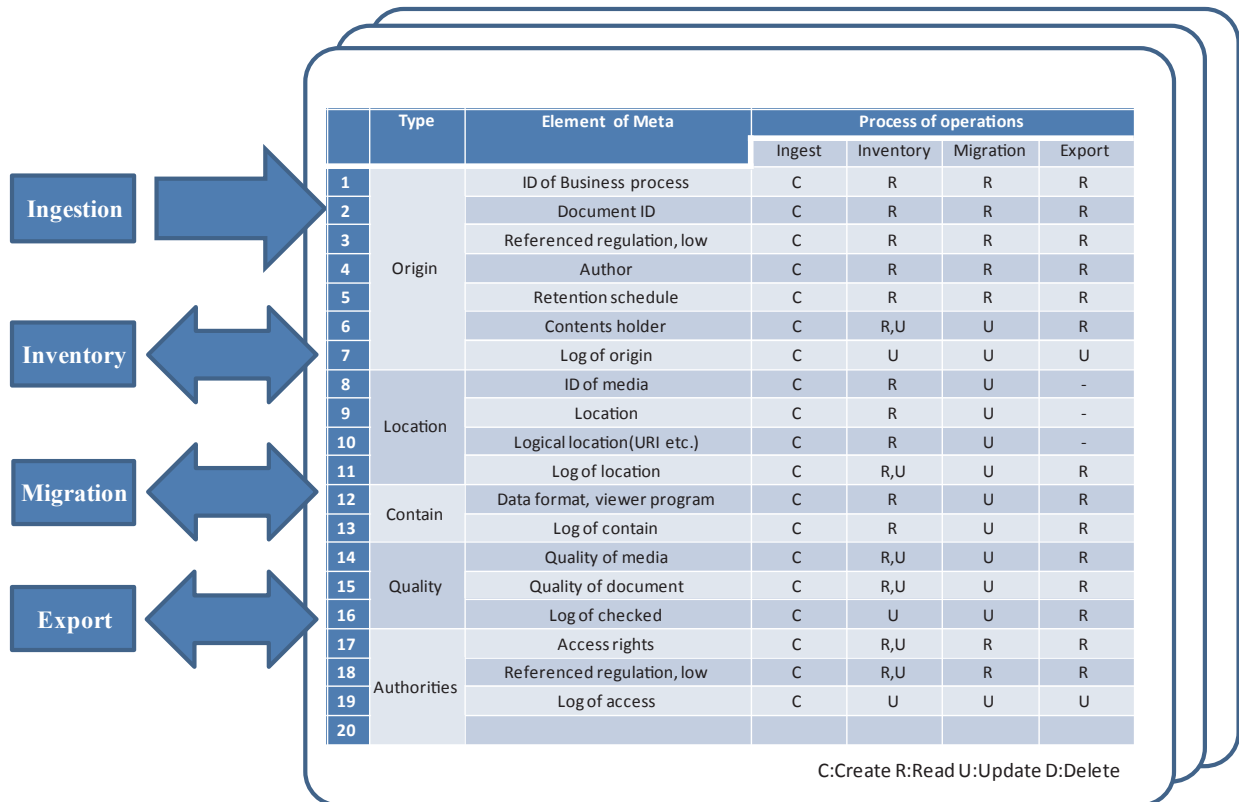 Type Element of Meta Process of operations
Ingest Inventory Migration Export
1 ID of Business process C R R R
Ingestion
2 Document ID C R R R
3 Referenced regulation, low C R R R
Origin
4 Author C R R R
5 Retention schedule C R R R
6 Contents holder C R,U U R
Inventory
7 Log of origin C U U U
8 ID of media C R U -
9 Location C R U -
Location
10 Logical location(URI etc.) C R U -
11 Log of location C R,U U R
Migration
12 Data format, viewer program C R U R
Contain
13 Log of contain C R U R
14 Quality of media C R,U U R
15 Quality Quality of document C R,U U R
Export
16 Log of checked C U U R
17 Access rights C R,U R R
18 Referenced regulation, low C R,U R R
Authorities
19 Log of access C U U U
20
C:Create R:Read U:Update D:Delete